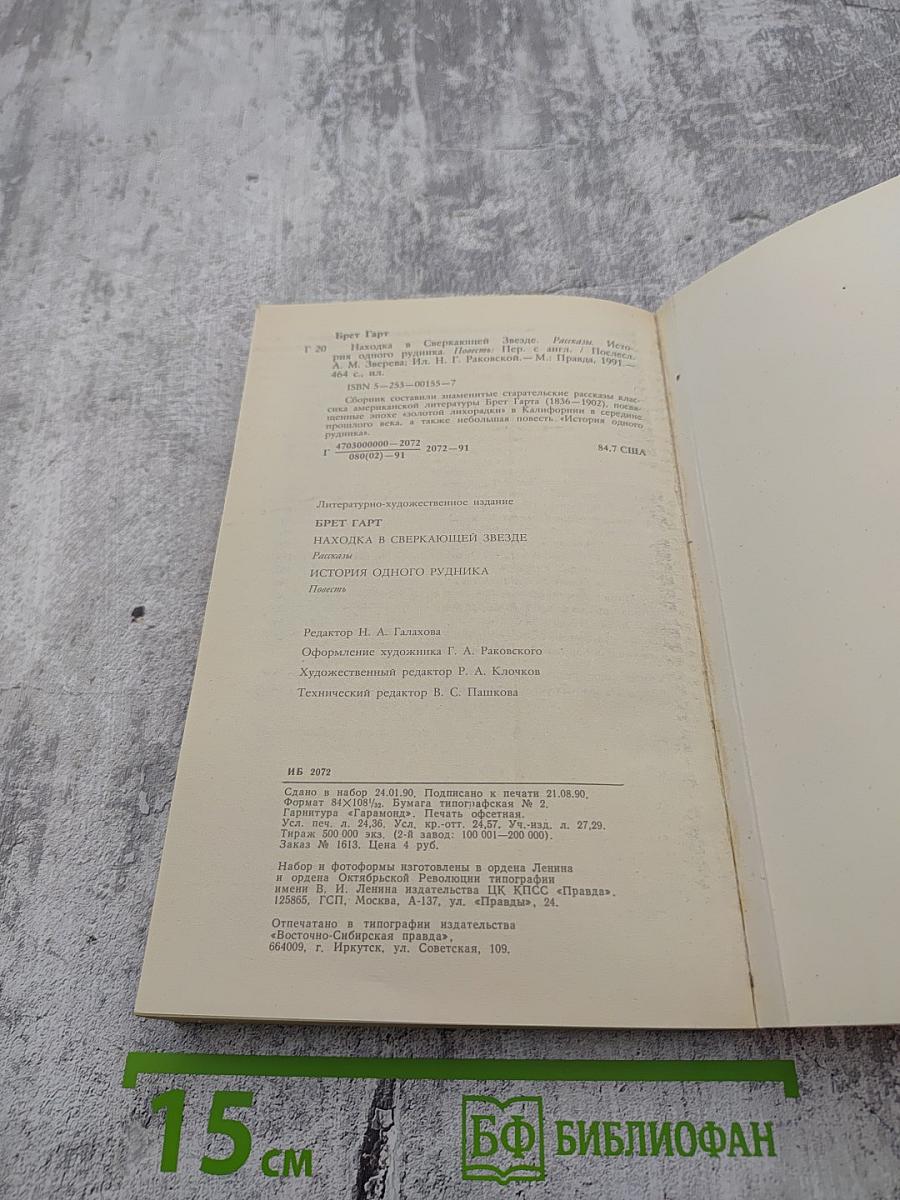 Брет Гарт
Г 20 Находка в Сверкающей Звезде. Рассказы. Исто-
рия одного рудника. Повесть: Пер. с англ. / Послесл.
А. М. Зверева; Ил. Н. Г. Раковской.— М.: Правда, 1991.—
464 с., ил.
ISBN 5—253—00155—7
Сборник составили знаменитые старательские рассказы клас-
сика американской литературы Брет Гарта (1836—1902), посвя-
щенные эпохе «золотой лихорадки» в Калифорнии в середине
прошлого века, а также небольшая повесть «История одного
рудника».
Г 4703000000—2072 2072—91 84.7 США
080(02)—91
Литературно-художественное издание
БРЕТ ГАРТ
НАХОДКА В СВЕРКАЮЩЕЙ ЗВЕЗДЕ
Рассказы
ИСТОРИЯ ОДНОГО РУДНИКА
Повесть
Редактор Н. А. Галахова
Оформление художника Г. А. Раковского
Художественный редактор Р. А. Клочков
Технический редактор В. С. Пашкова
ИБ 2072
Сдано в набор 24.01.90. Подписано к печати 21.08.90.
Формат 84×108¹/₃₂. Бумага типографская № 2.
Гарнитура «Гарамонд». Печать офсетная.
Усл. печ. л. 24,36. Усл. кр.-отт. 24,57. Уч.-изд. л. 27,29.
Тираж 500 000 экз. (2-й завод: 100 001—200 000).
Заказ № 1613. Цена 4 руб.
Набор и фотоформы изготовлены в ордена Ленина
и ордена Октябрьской Революции типографии
имени В. И. Ленина издательства ЦК КПСС «Правда».
125865, ГСП, Москва, А-137, ул. «Правды», 24.
Отпечатано в типографии издательства
«Восточно-Сибирская правда»,
664009, г. Иркутск, ул. Советская, 109.
15 см БФ БИБЛИОФАН